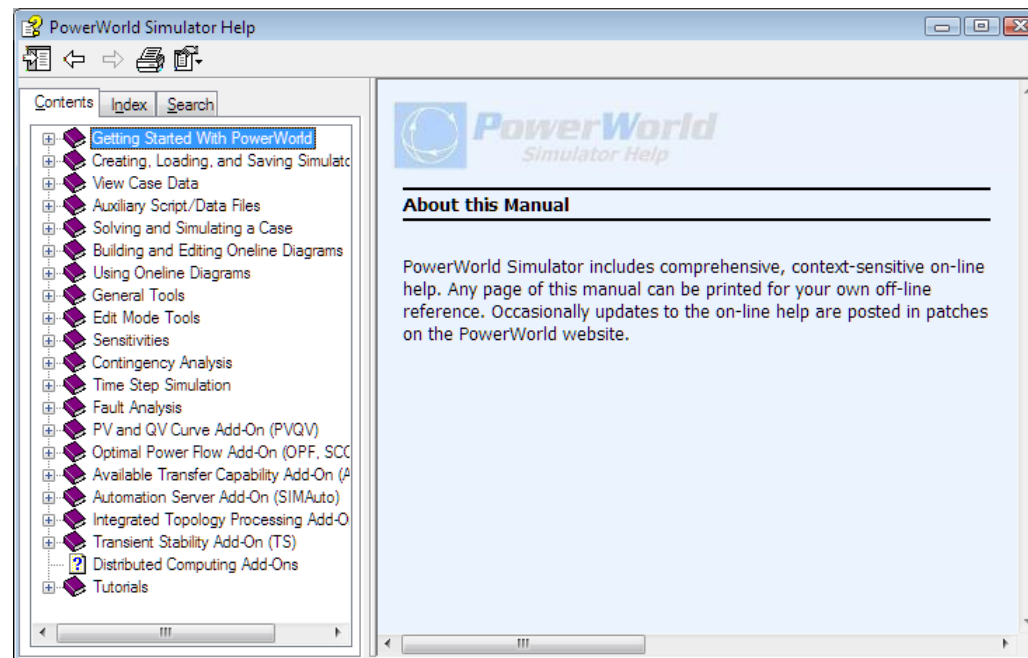 PowerWorld Simulator Help
Contents Index Search
Getting Started With PowerWorld
Creating, Loading, and Saving Simulatc
View Case Data
Auxiliary Script/Data Files
Solving and Simulating a Case
Building and Editing Oneline Diagrams
Using Oneline Diagrams
General Tools
Edit Mode Tools
Sensitivities
Contingency Analysis
Time Step Simulation
Fault Analysis
PV and QV Curve Add-On (PVQV)
Optimal Power Flow Add-On (OPF, SCC
Available Transfer Capability Add-On (A
Automation Server Add-On (SIMAuto)
Integrated Topology Processing Add-O
Transient Stability Add-On (TS)
Distributed Computing Add-Ons
Tutorials
PowerWorld
Simulator Help
About this Manual
PowerWorld Simulator includes comprehensive, context-sensitive on-line
help. Any page of this manual can be printed for your own off-line
reference. Occasionally updates to the on-line help are posted in patches
on the PowerWorld website.